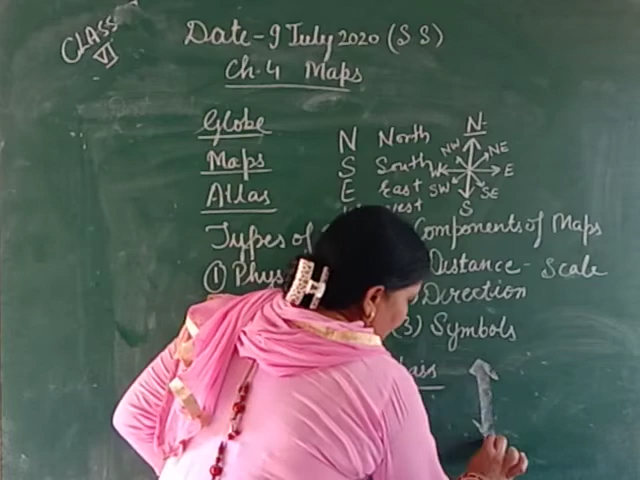 CLASS
VI
Date-9 July 2020 (SS)
Ch-4 Maps
Globe
Maps
Atlas
N North
S South
E East
West
N
NW NE
W E
SW SE
S
Types of
① Phys
Components of Maps
Distance - Scale
Direction
(3) Symbols